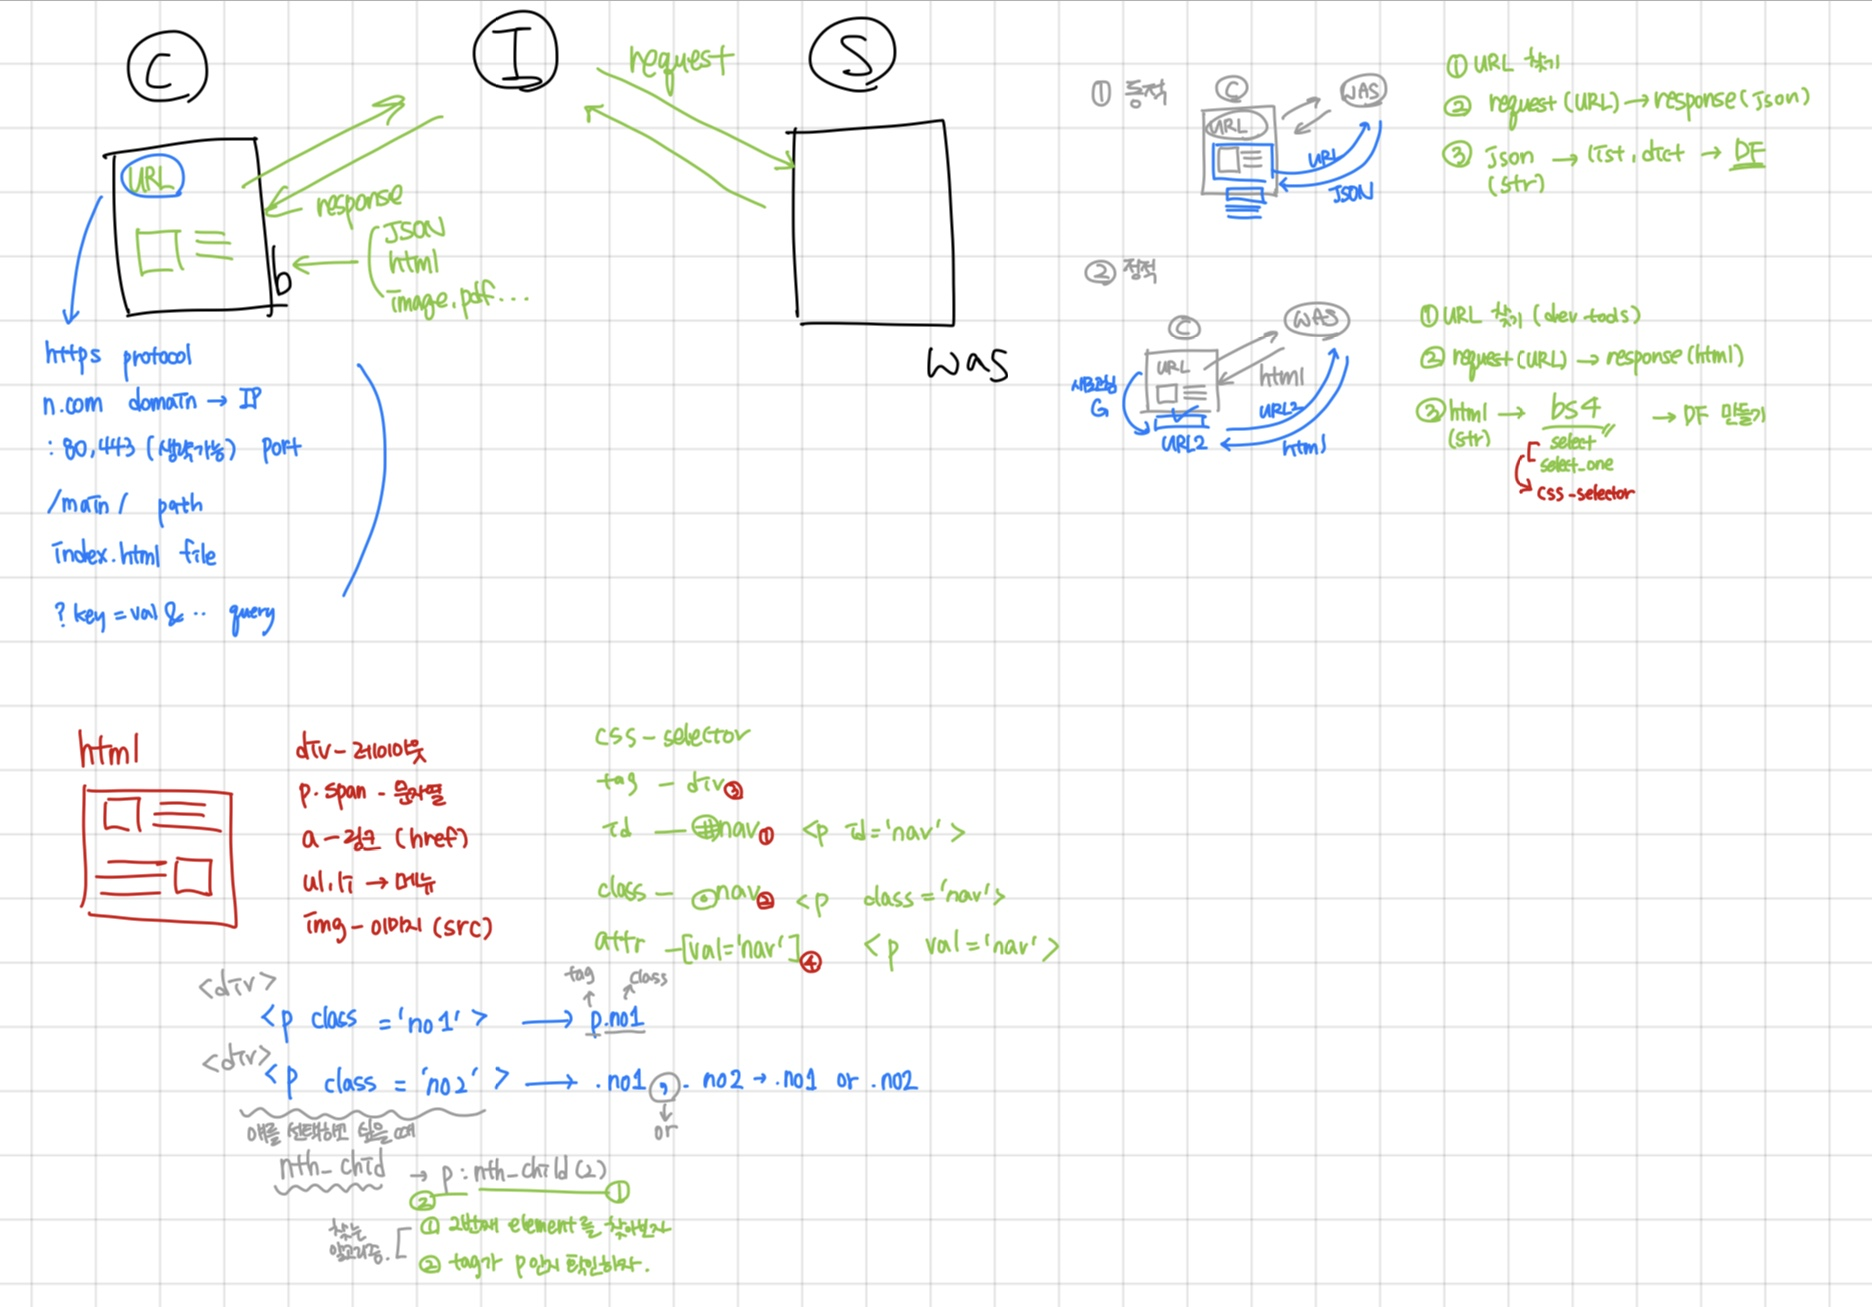 C
I
S
request
URL
response
JSON
html
image.pdf...
b
was
https protocol
n.com domain → IP
: 80,443 (생략가능) port
/main/ path
index.html file
? key = val & ·· query
① 동적
C
WAS
URL
URL
JSON
① URL 찾기
② request (URL) → response (Json)
③ Json → list, dict → DF
(str)
② 정적
C
WAS
URL
html
G
URL2
URL2
html
① URL 찾기 (dev tools)
② request (URL) → response (html)
③ html → bs4 → DF 만들기
(str)
select
select_one
css-selector
html
div - 레이아웃
p. span - 문자열
a - 링크 (href)
ul. li → 메뉴
img - 이미지 (src)
css - selector
tag - div ③
id — #nav ① <p id='nav'>
class - .nav ② <p class='nav'>
attr - [val='nav'] ④ <p val='nav'>
tag class
<div>
<p class = 'no1'> → p.no1
<div>
<p class = 'no2'> → .no1 , . no2 → .no1 or .no2
or
얘를 선택하고 싶을 때
nth_chid → p : nth_child (2)
② ①
찾는
알고리즘.
① 2번째 element를 찾아보자
② tag가 p인지 확인하자.